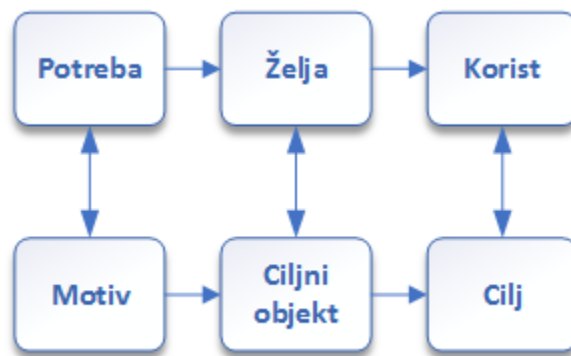 Potreba
Želja
Korist
Motiv
Ciljni
objekt
Cilj